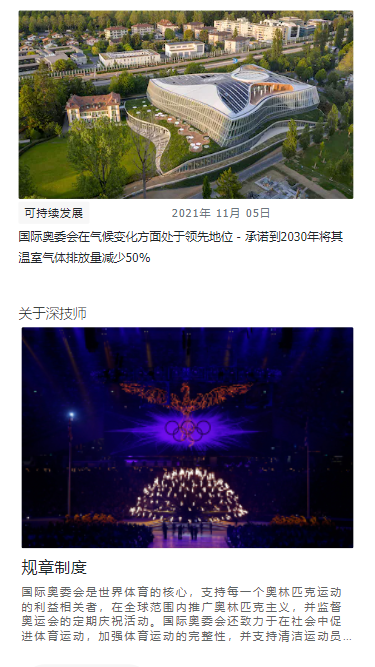 可持续发展 2021年 11月 05日
国际奥委会在气候变化方面处于领先地位 - 承诺到2030年将其
温室气体排放量减少50%
关于深技师
规章制度
国际奥委会是世界体育的核心，支持每一个奥林匹克运动
的利益相关者，在全球范围内推广奥林匹克主义，并监督
奥运会的定期庆祝活动。国际奥委会还致力于在社会中促
进体育运动，加强体育运动的完整性，并支持清洁运动员...